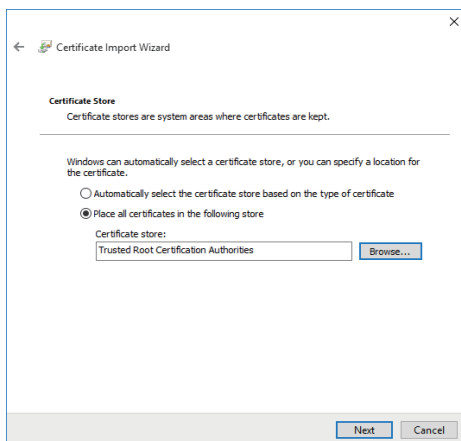 Certificate Import Wizard
Certificate Store
Certificate stores are system areas where certificates are kept.
Windows can automatically select a certificate store, or you can specify a location for
the certificate.
Automatically select the certificate store based on the type of certificate
Place all certificates in the following store
Certificate store:
Trusted Root Certification Authorities
Browse...
Next
Cancel